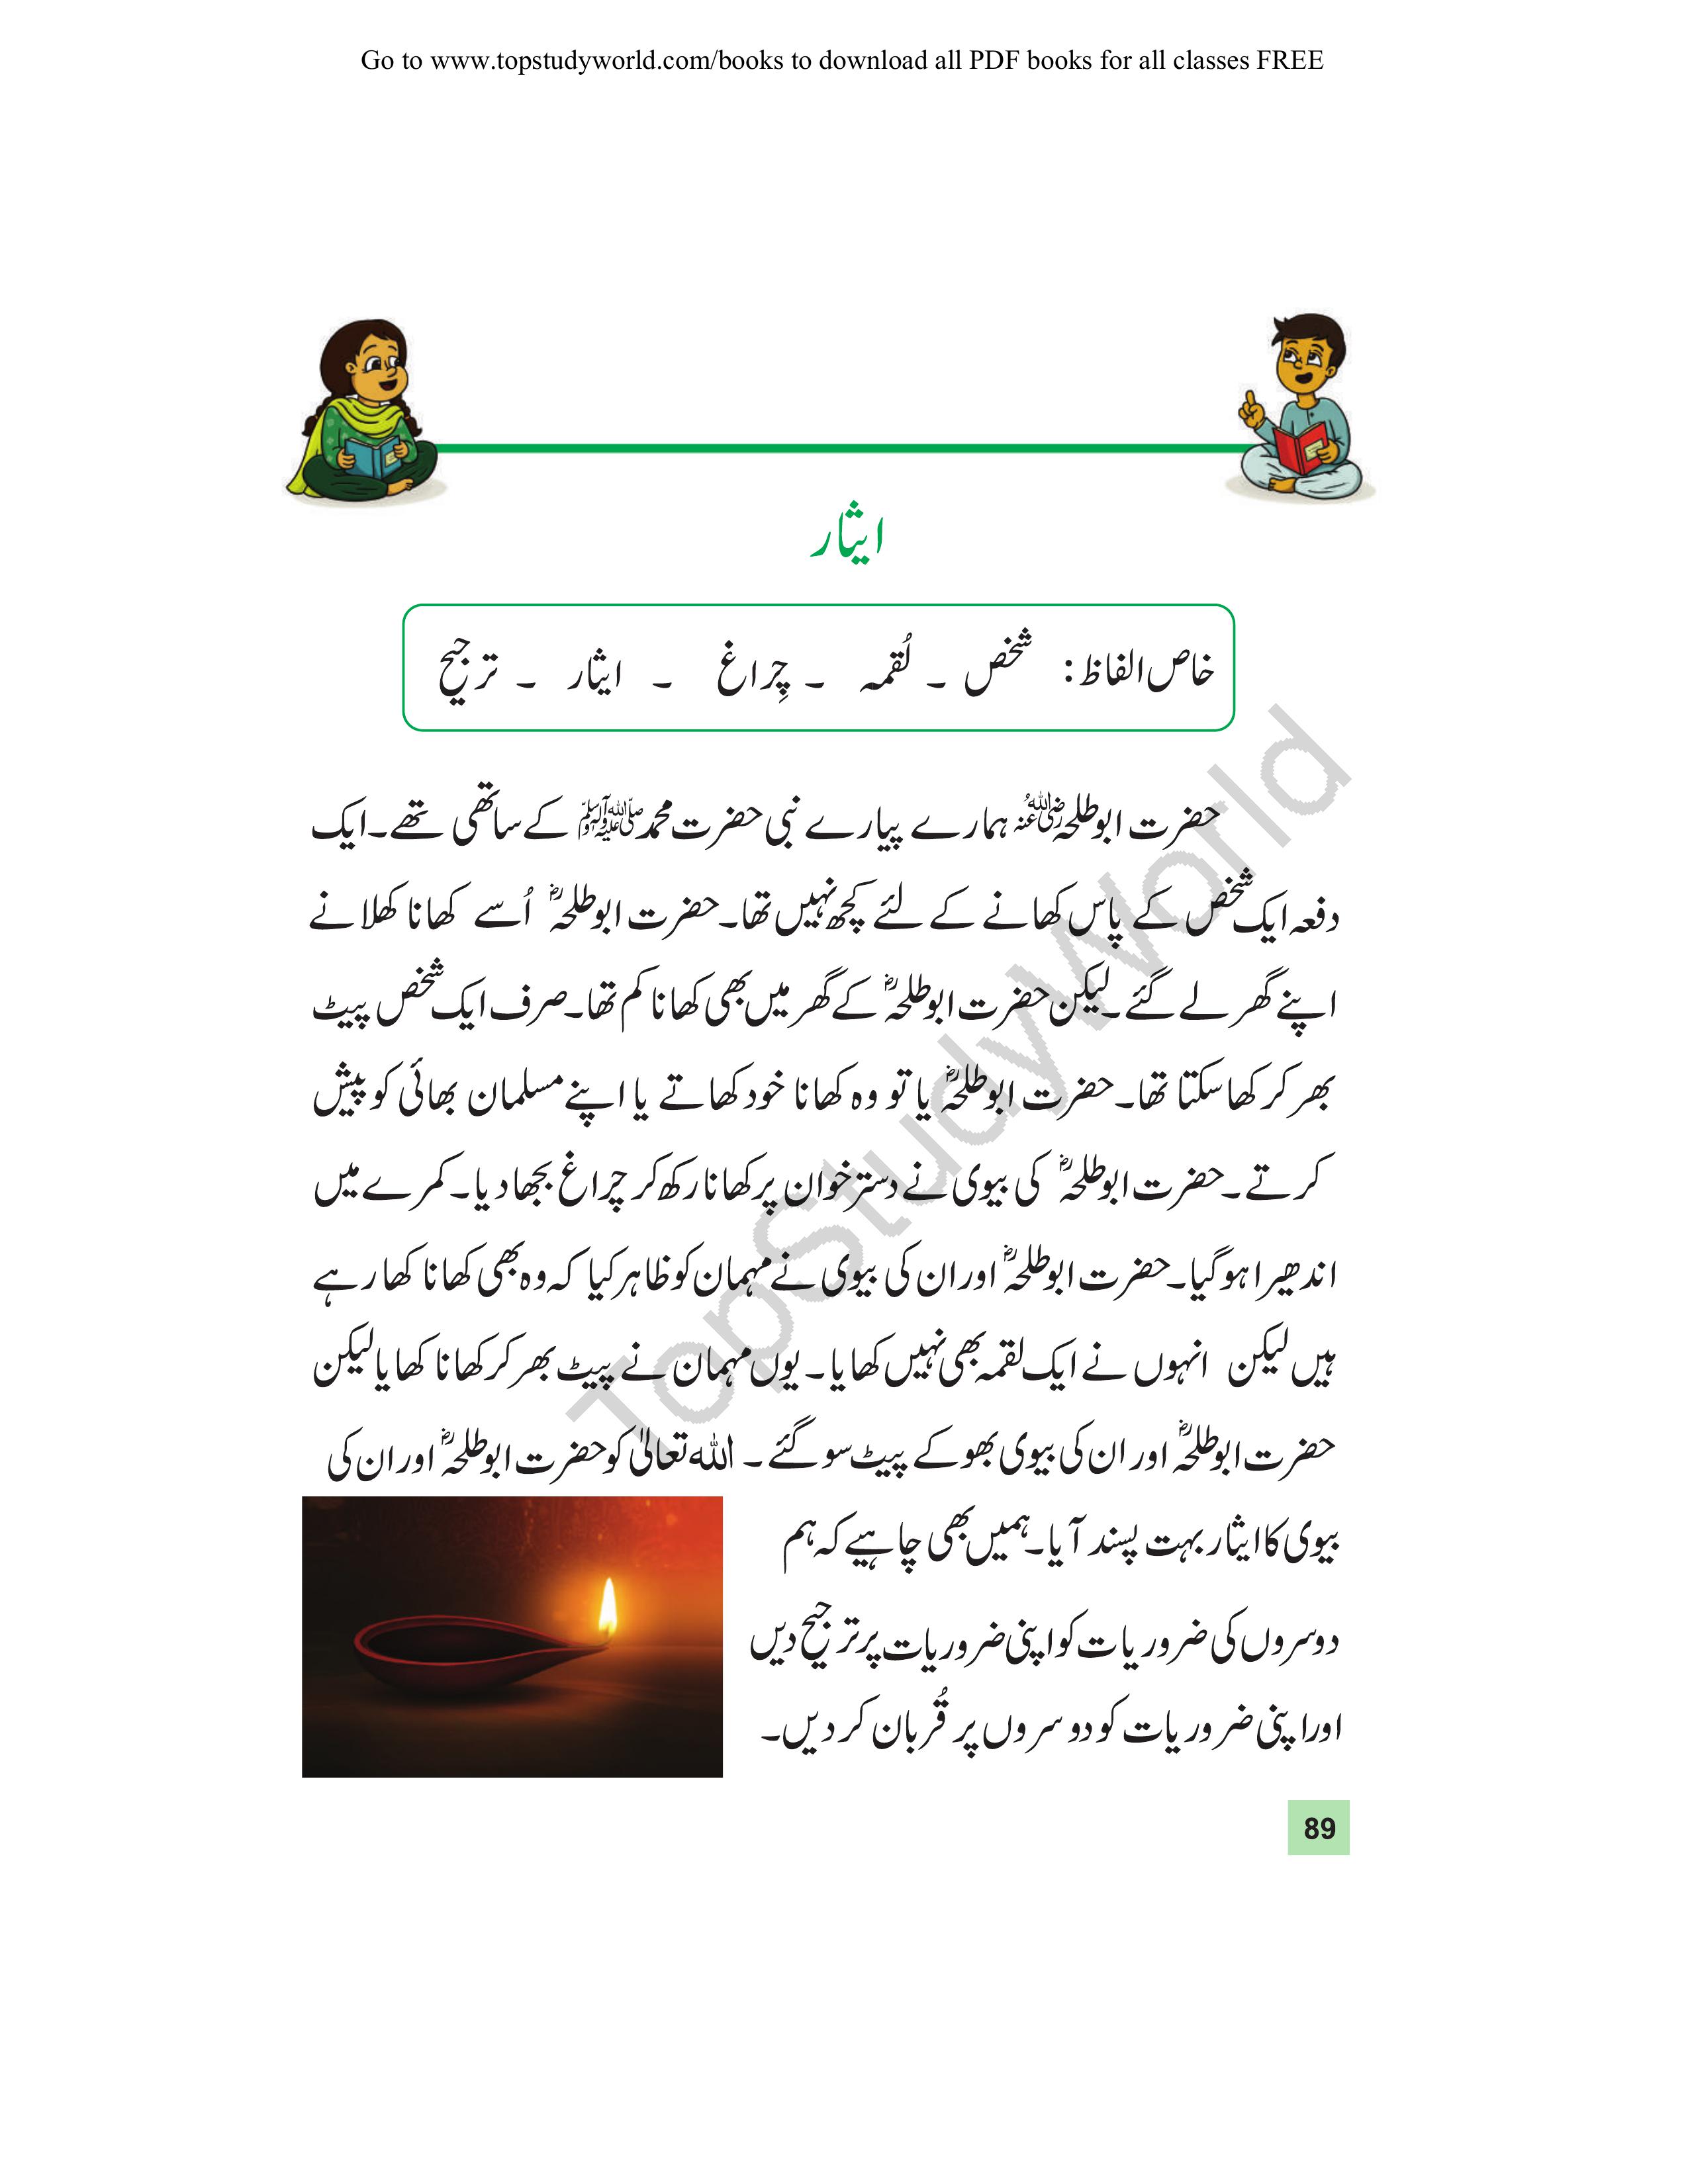 Go to www.topstudyworld.com/books to download all PDF books for all classes FREE
ایثار
خاص الفاظ: شخص ۔ لُقمہ ۔ چِراغ ۔ ایثار ۔ ترجیح
حضرت ابوطلحہ رضی اللہ عنہ ہمارے پیارے نبی حضرت محمد ﷺ کے ساتھی تھے۔ ایک
دفعہ ایک شخص کے پاس کھانے کے لئے کچھ نہیں تھا۔ حضرت ابوطلحہؓ اُسے کھانا کھلانے
اپنے گھر لے گئے۔ لیکن حضرت ابوطلحہؓ کے گھر میں بھی کھانا کم تھا۔ صرف ایک شخص پیٹ
بھر کر کھا سکتا تھا۔ حضرت ابوطلحہؓ یا تو وہ کھانا خود کھاتے یا اپنے مسلمان بھائی کو پیش
کرتے۔ حضرت ابوطلحہؓ کی بیوی نے دسترخوان پر کھانا رکھ کر چراغ بجھا دیا۔ کمرے میں
اندھیرا ہو گیا۔ حضرت ابوطلحہؓ اور ان کی بیوی نے مہمان کو ظاہر کیا کہ وہ بھی کھانا کھا رہے
ہیں لیکن انہوں نے ایک لقمہ بھی نہیں کھایا۔ یوں مہمان نے پیٹ بھر کر کھانا کھایا لیکن
حضرت ابوطلحہؓ اور ان کی بیوی بھوکے پیٹ سو گئے۔ اللہ تعالیٰ کو حضرت ابوطلحہؓ اور ان کی
بیوی کا ایثار بہت پسند آیا۔ ہمیں بھی چاہیے کہ ہم
دوسروں کی ضروریات کو اپنی ضروریات پر ترجیح دیں
اور اپنی ضروریات کو دوسروں پر قُربان کر دیں۔
TopStudyWorld
89